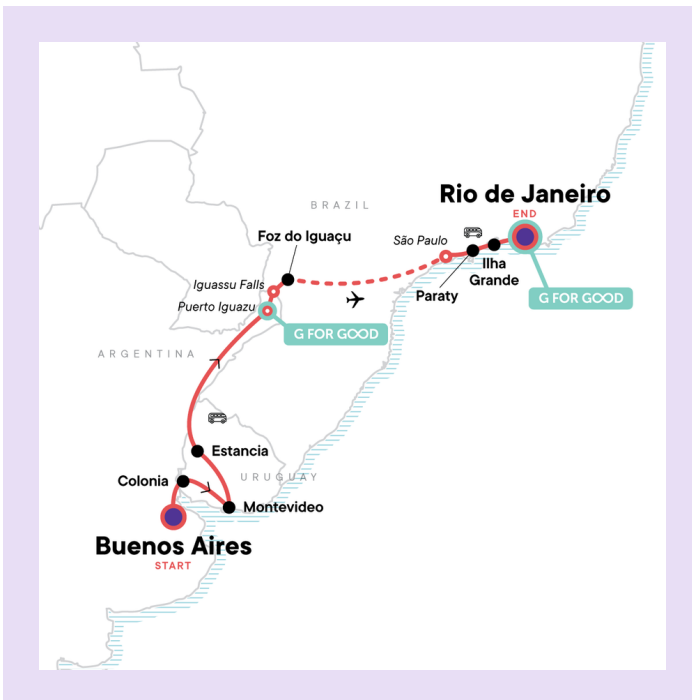 Rio de Janeiro
END
BRAZIL
Foz do Iguaçu
São Paulo
Ilha
Grande
Paraty
G FOR GOOD
Iguassu Falls
Puerto Iguazu
G FOR GOOD
ARGENTINA
Estancia
URUGUAY
Colonia
Montevideo
Buenos Aires
START